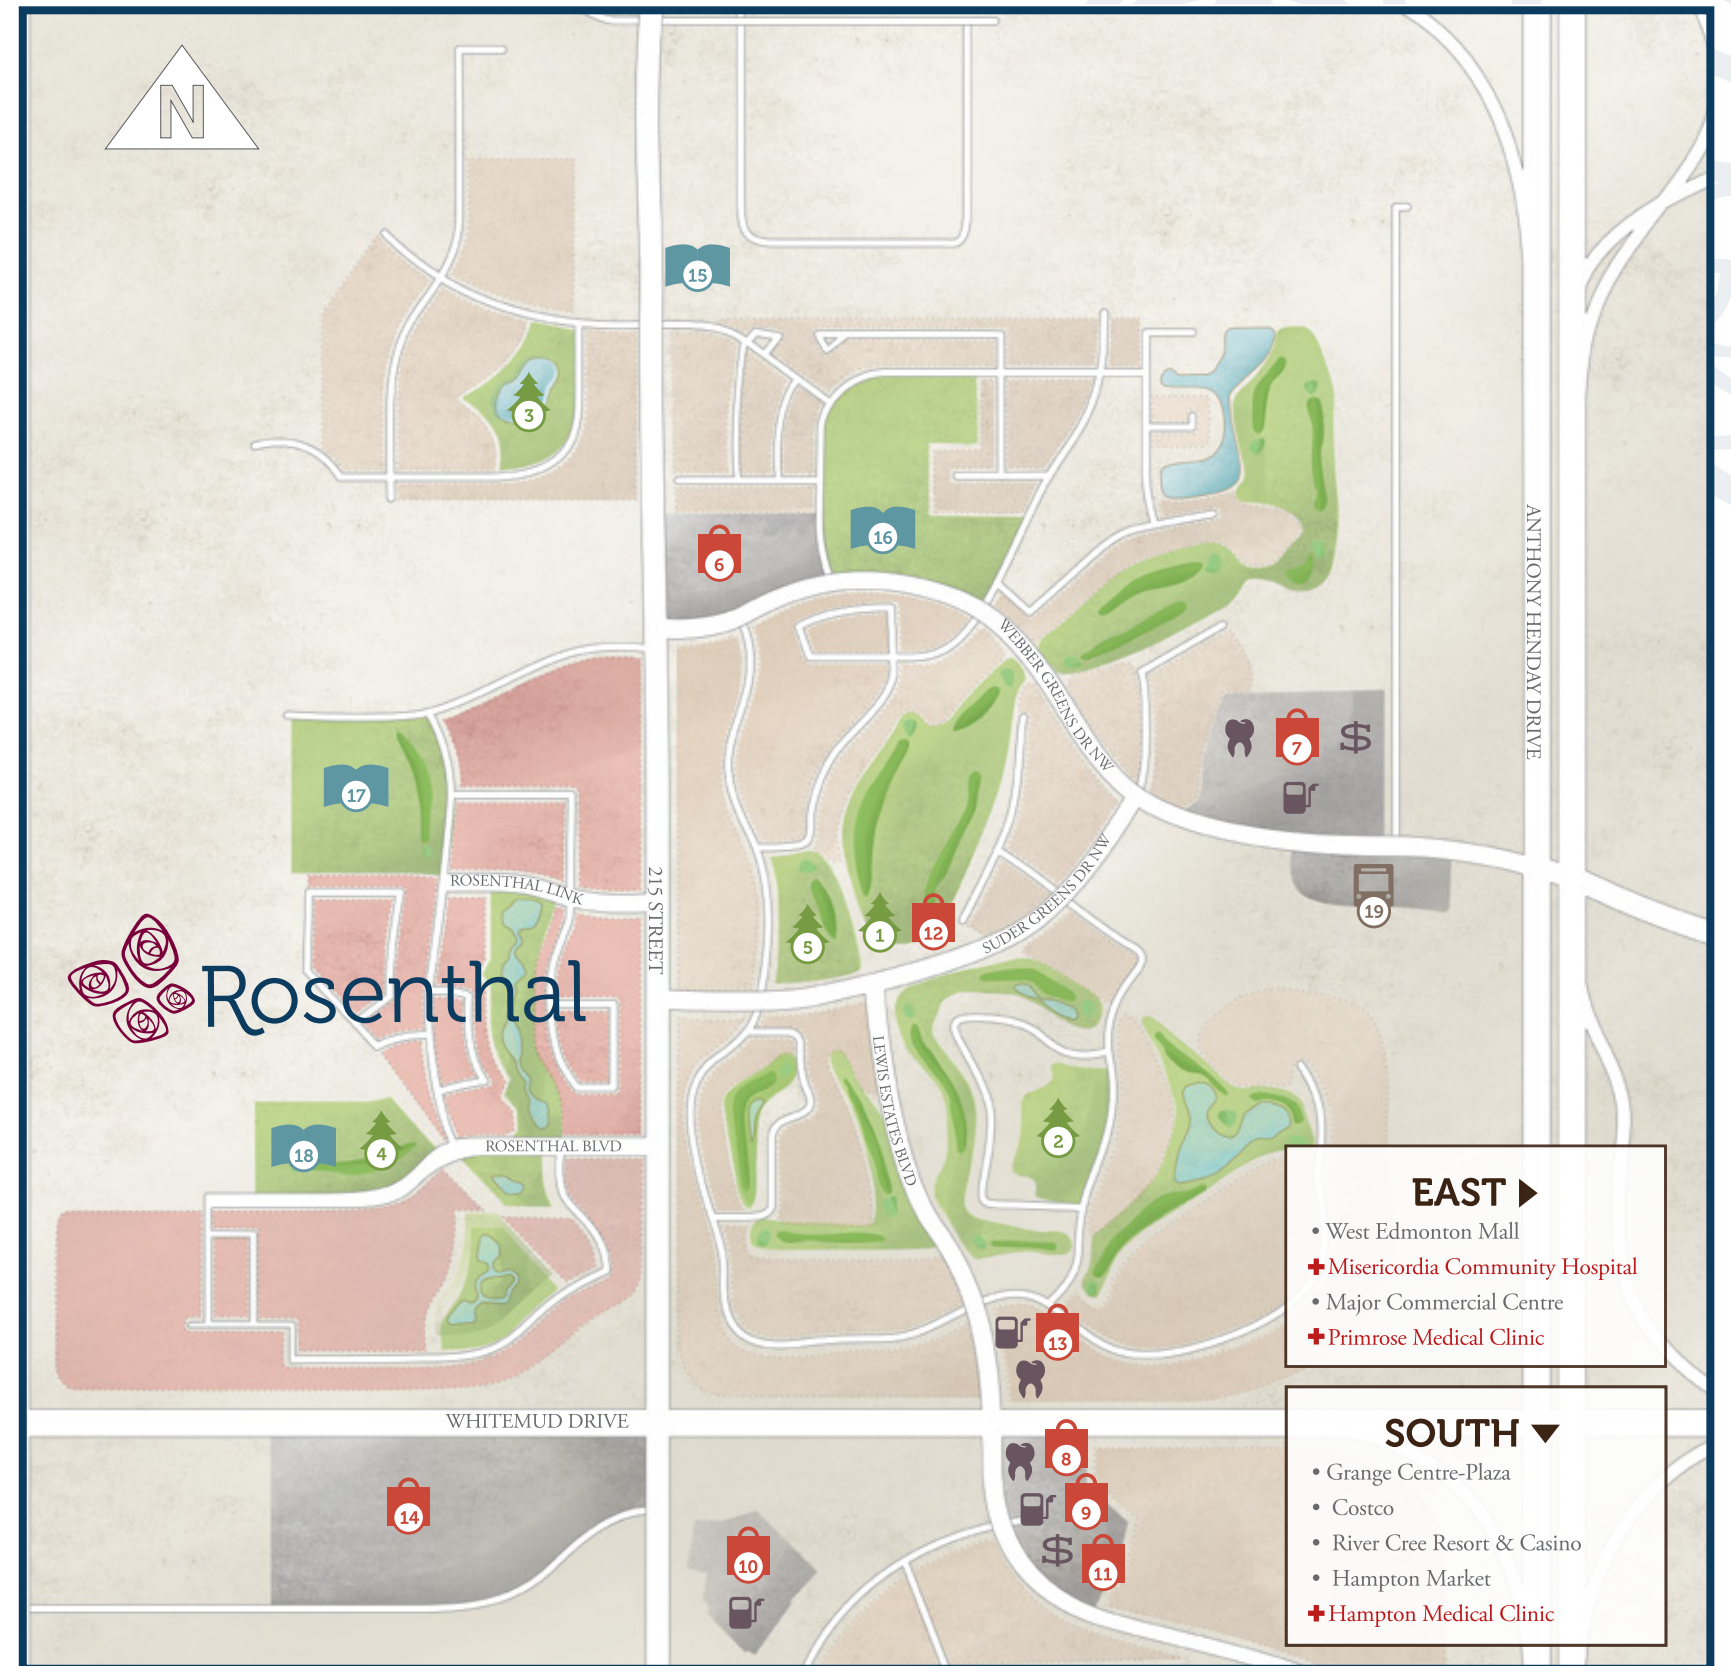 N
15
3
16
6
WEBBER GREENS DR NW
ANTHONY HENDAY DRIVE
7
$
17
ROSENTHAL LINK
215 STREET
SUDER GREENS DR NW
19
5
1
12
Rosenthal
LEWIS ESTATES BLVD
2
18
4
ROSENTHAL BLVD
EAST
• West Edmonton Mall
Misericordia Community Hospital
• Major Commercial Centre
Primrose Medical Clinic
13
WHITEMUD DRIVE
SOUTH
• Grange Centre-Plaza
• Costco
• River Cree Resort & Casino
• Hampton Market
Hampton Medical Clinic
8
9
$
11
14
10